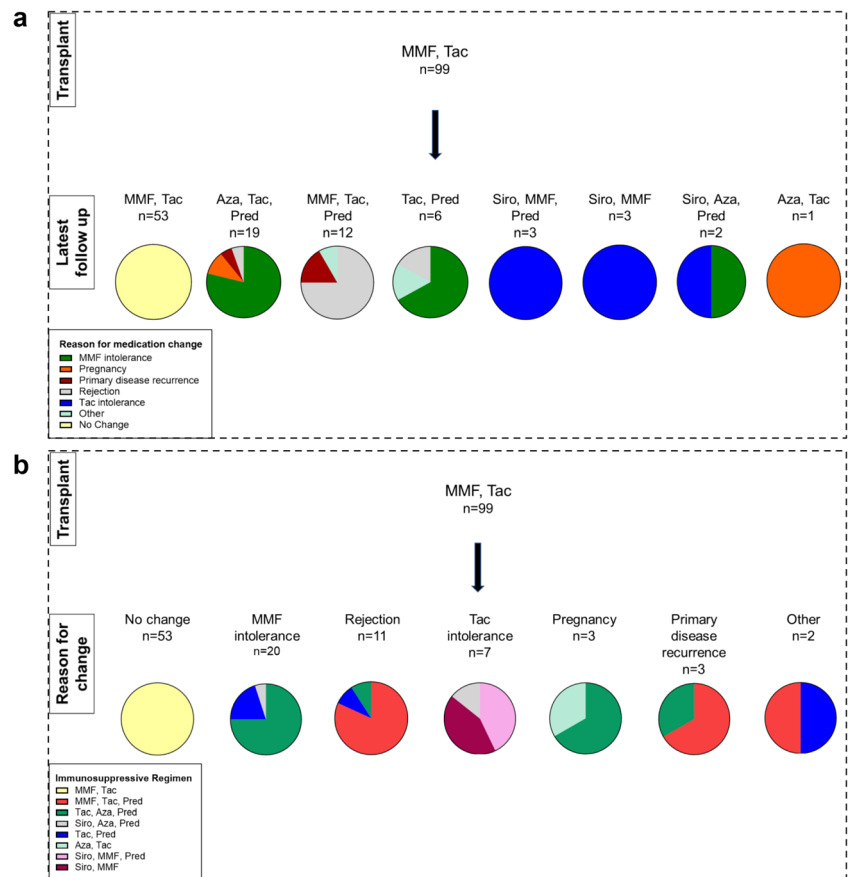 a
Transplant
MMF, Tac
n=99
Latest
follow up
MMF, Tac
n=53
Aza, Tac,
Pred
n=19
MMF, Tac,
Pred
n=12
Tac, Pred
n=6
Siro, MMF,
Pred
n=3
Siro, MMF
n=3
Siro, Aza,
Pred
n=2
Aza, Tac
n=1
Reason for medication change
MMF intolerance
Pregnancy
Primary disease recurrence
Rejection
Tac intolerance
Other
No Change
b
Transplant
MMF, Tac
n=99
Reason for
change
No change
n=53
MMF
intolerance
n=20
Rejection
n=11
Tac
intolerance
n=7
Pregnancy
n=3
Primary
disease
recurrence
n=3
Other
n=2
Immunosuppressive Regimen
MMF, Tac
MMF, Tac, Pred
Tac, Aza, Pred
Siro, Aza, Pred
Tac, Pred
Aza, Tac
Siro, MMF, Pred
Siro, MMF